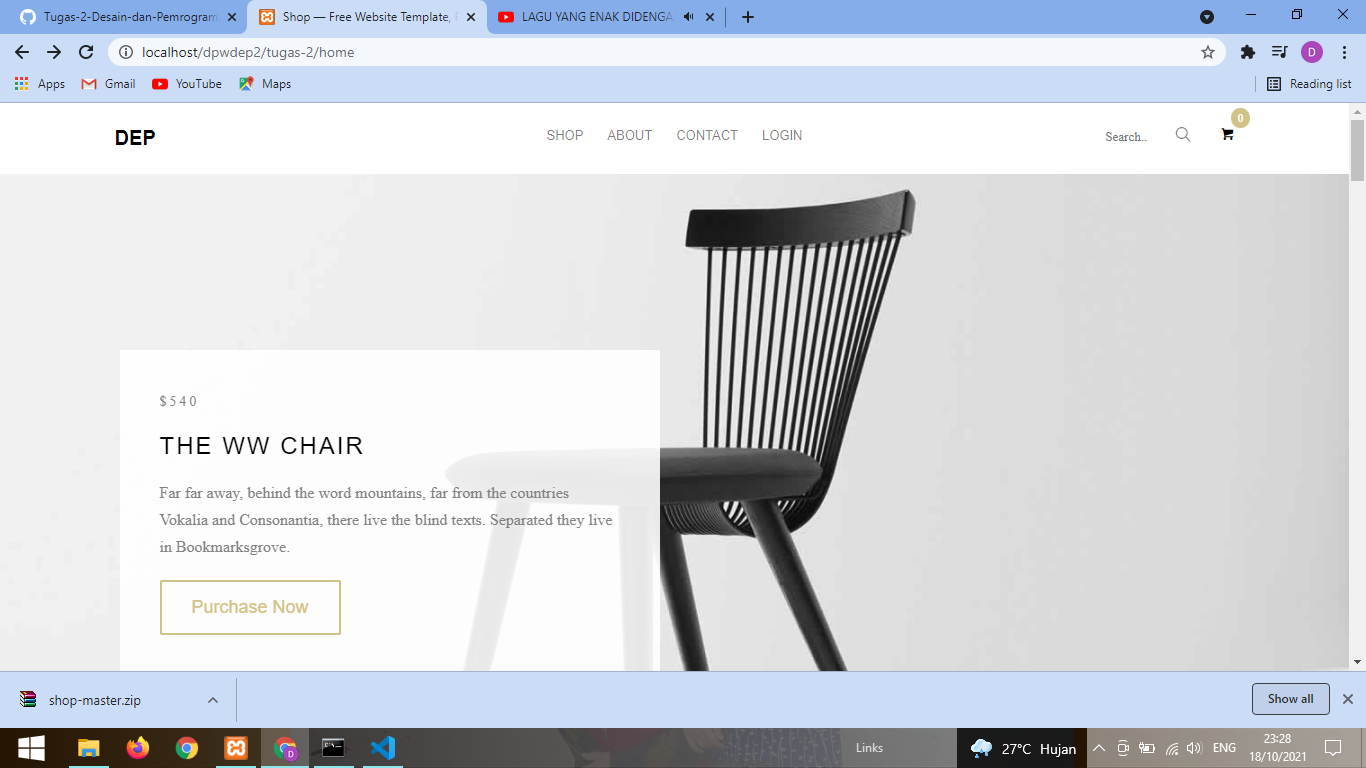 Tugas-2-Desain-dan-Pemrogram
Shop — Free Website Template,
LAGU YANG ENAK DIDENGA
localhost/dpwdep2/tugas-2/home
D
Apps
Gmail
YouTube
Maps
Reading list
DEP
SHOP
ABOUT
CONTACT
LOGIN
Search..
0
$540
THE WW CHAIR
Far far away, behind the word mountains, far from the countries
Vokalia and Consonantia, there live the blind texts. Separated they live
in Bookmarksgrove.
Purchase Now
shop-master.zip
Show all
Links
27°C Hujan
ENG
23:28
18/10/2021